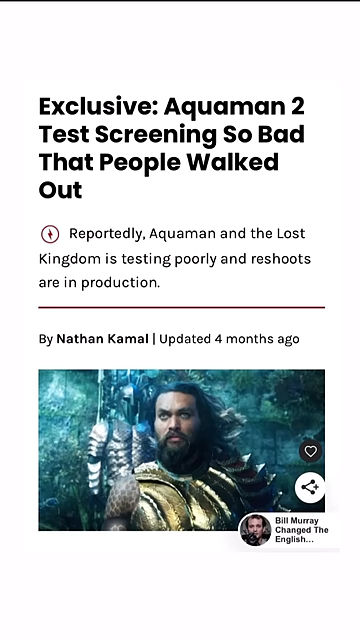 Exclusive: Aquaman 2
Test Screening So Bad
That People Walked
Out
Reportedly, Aquaman and the Lost
Kingdom is testing poorly and reshoots
are in production.
By Nathan Kamal | Updated 4 months ago
Bill Murray
Changed The
English...